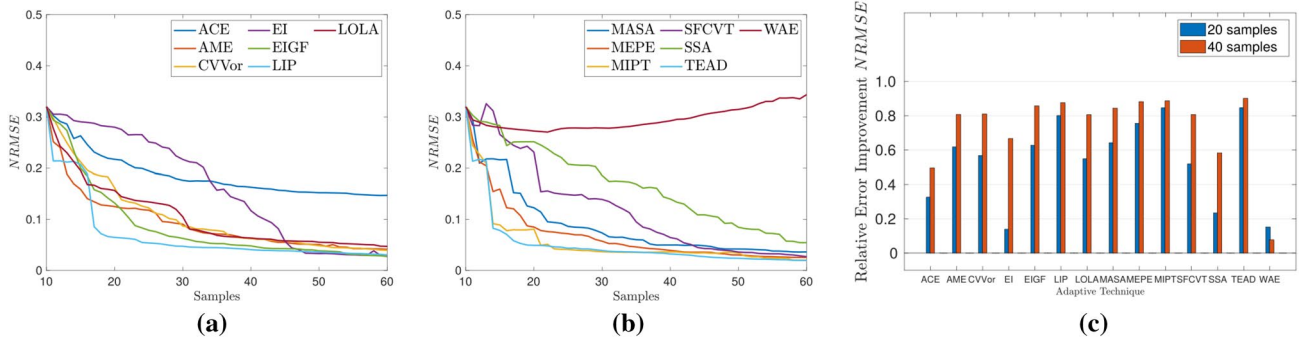 0.5
0.4
0.3
0.2
0.1
0
NRMSE
ACE EI LOLA
AME EIGF
CVVor LIP
10 20 30 40 50 60
Samples
(a)
0.5
0.4
0.3
0.2
0.1
0
NRMSE
MASA SFCVT WAE
MEPE SSA
MIPT TEAD
10 20 30 40 50 60
Samples
(b)
Relative Error Improvement NRMSE
20 samples
40 samples
1.0
0.8
0.6
0.4
0.2
0
ACE AME CVVor EI EIGF LIP LOLA MASA MEPE MIPT SFCVT SSA TEAD WAE
Adaptive Technique
(c)